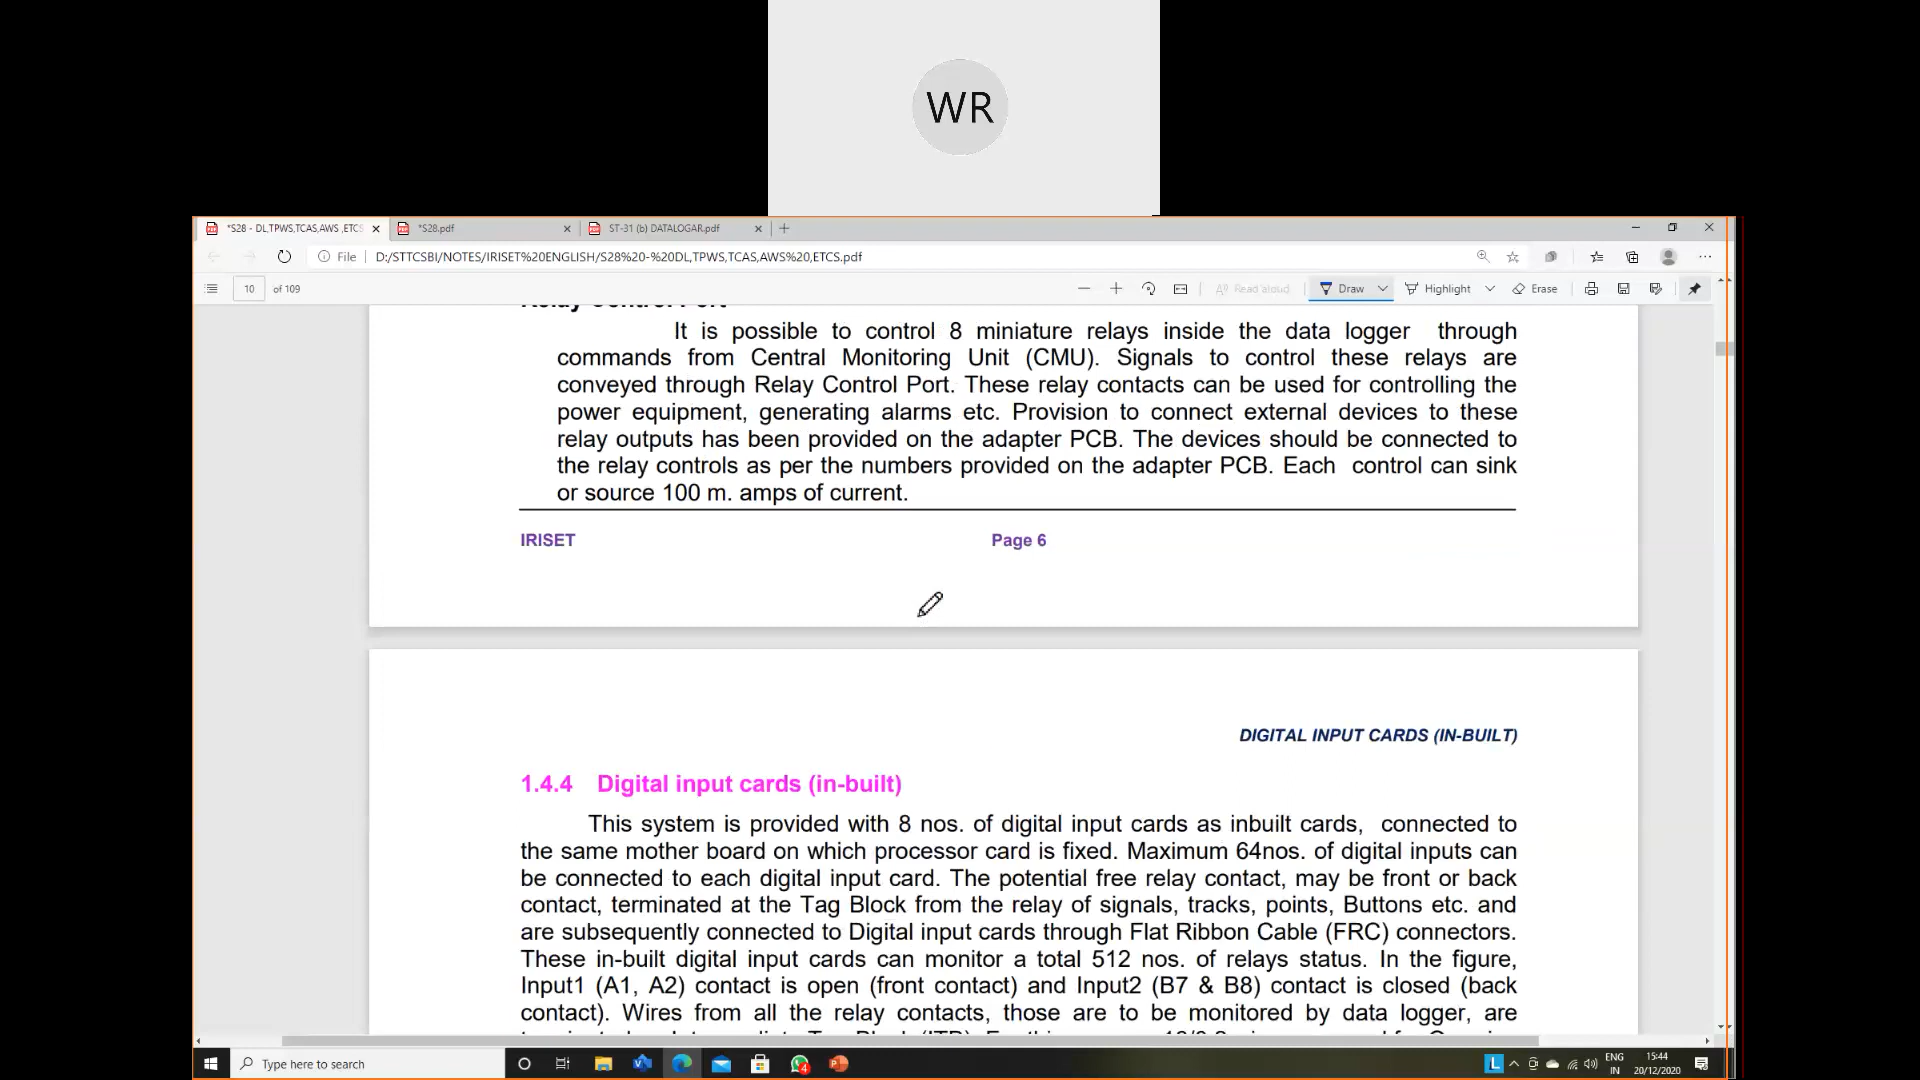 WR
*S28 - DL,TPWS,TCAS,AWS ,ETCS
*S28.pdf
ST-31 (b) DATALOGAR.pdf
File
D:/STTCSBI/NOTES/IRISET%20ENGLISH/S28%20-%20DL,TPWS,TCAS,AWS%20,ETCS.pdf
10 of 109
Read aloud
Draw
Highlight
Erase
It is possible to control 8 miniature relays inside the data logger through
commands from Central Monitoring Unit (CMU). Signals to control these relays are
conveyed through Relay Control Port. These relay contacts can be used for controlling the
power equipment, generating alarms etc. Provision to connect external devices to these
relay outputs has been provided on the adapter PCB. The devices should be connected to
the relay controls as per the numbers provided on the adapter PCB. Each control can sink
or source 100 m. amps of current.
IRISET
Page 6
DIGITAL INPUT CARDS (IN-BUILT)
1.4.4 Digital input cards (in-built)
This system is provided with 8 nos. of digital input cards as inbuilt cards, connected to
the same mother board on which processor card is fixed. Maximum 64nos. of digital inputs can
be connected to each digital input card. The potential free relay contact, may be front or back
contact, terminated at the Tag Block from the relay of signals, tracks, points, Buttons etc. and
are subsequently connected to Digital input cards through Flat Ribbon Cable (FRC) connectors.
These in-built digital input cards can monitor a total 512 nos. of relays status. In the figure,
Input1 (A1, A2) contact is open (front contact) and Input2 (B7 & B8) contact is closed (back
contact). Wires from all the relay contacts, those are to be monitored by data logger, are
Type here to search
4
L
ENG
IN
15:44
20/12/2020